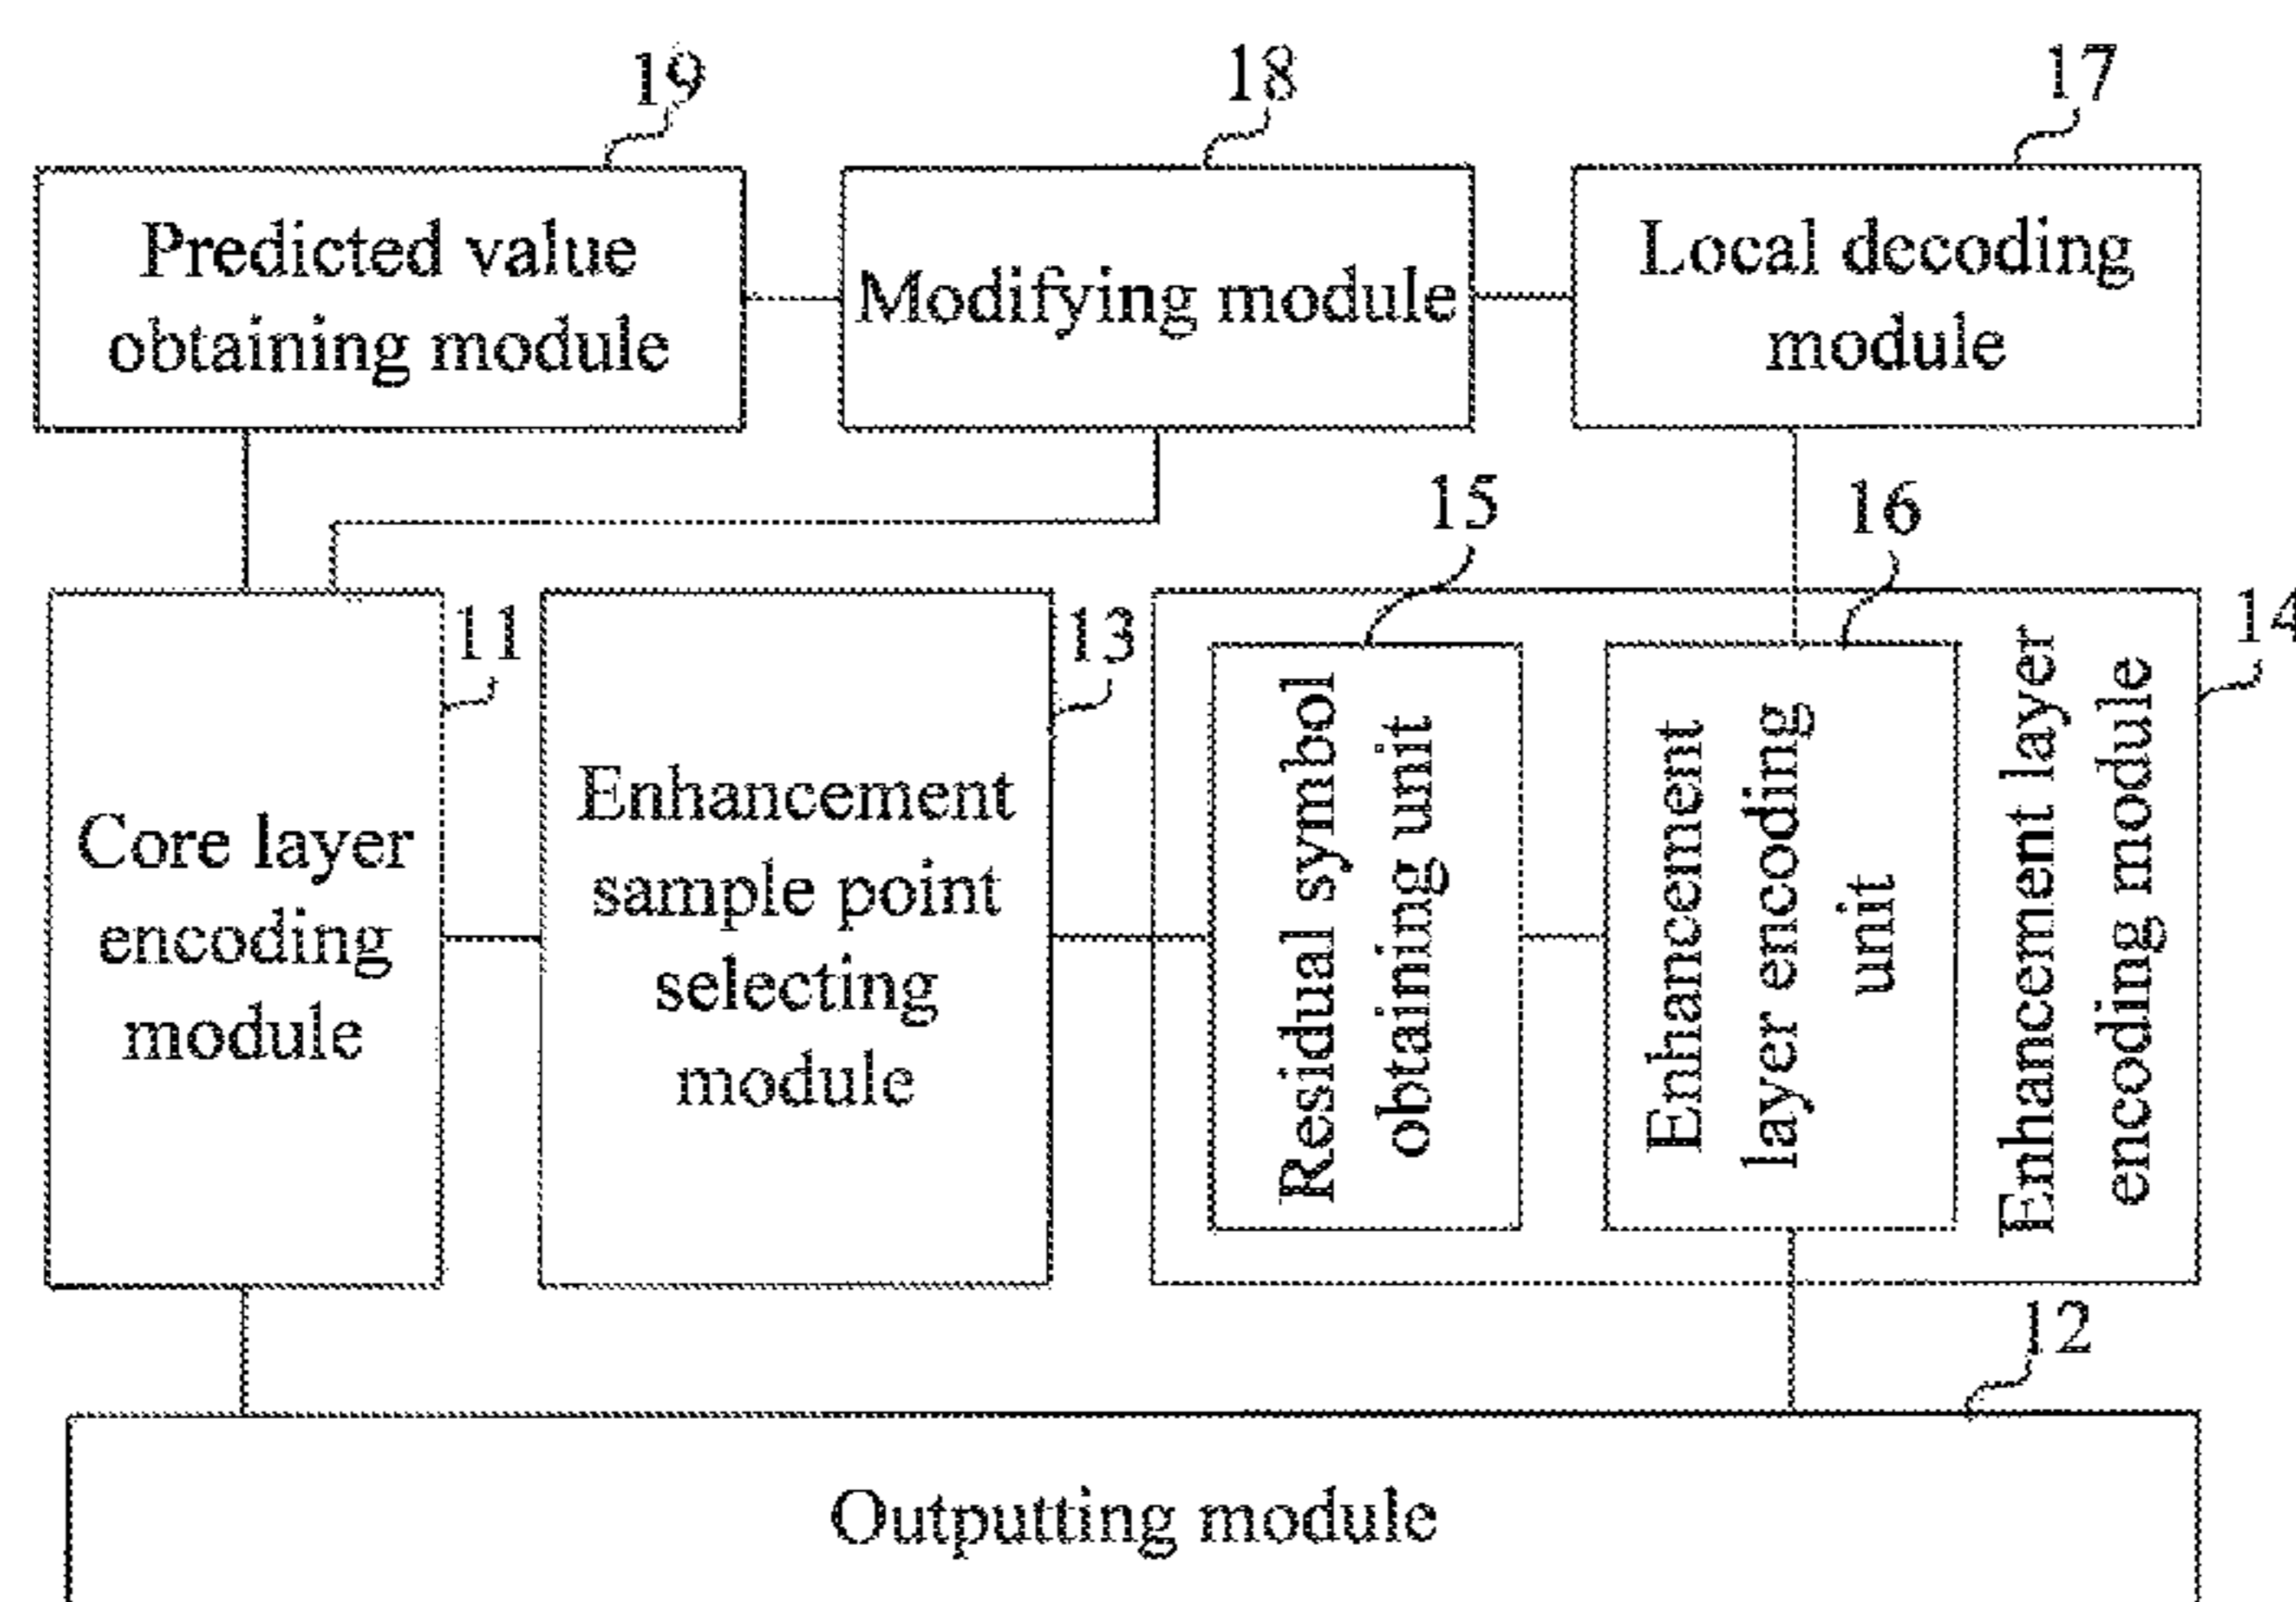 19
18
17
Predicted value
obtaining module
Modifying module
Local decoding
module
15
16
11
13
14
Core layer
encoding
module
Enhancement
sample point
selecting
module
Residual symbol
obtaining unit
Enhancement
layer encoding
unit
Enhancement layer
encoding module
12
Outputting module